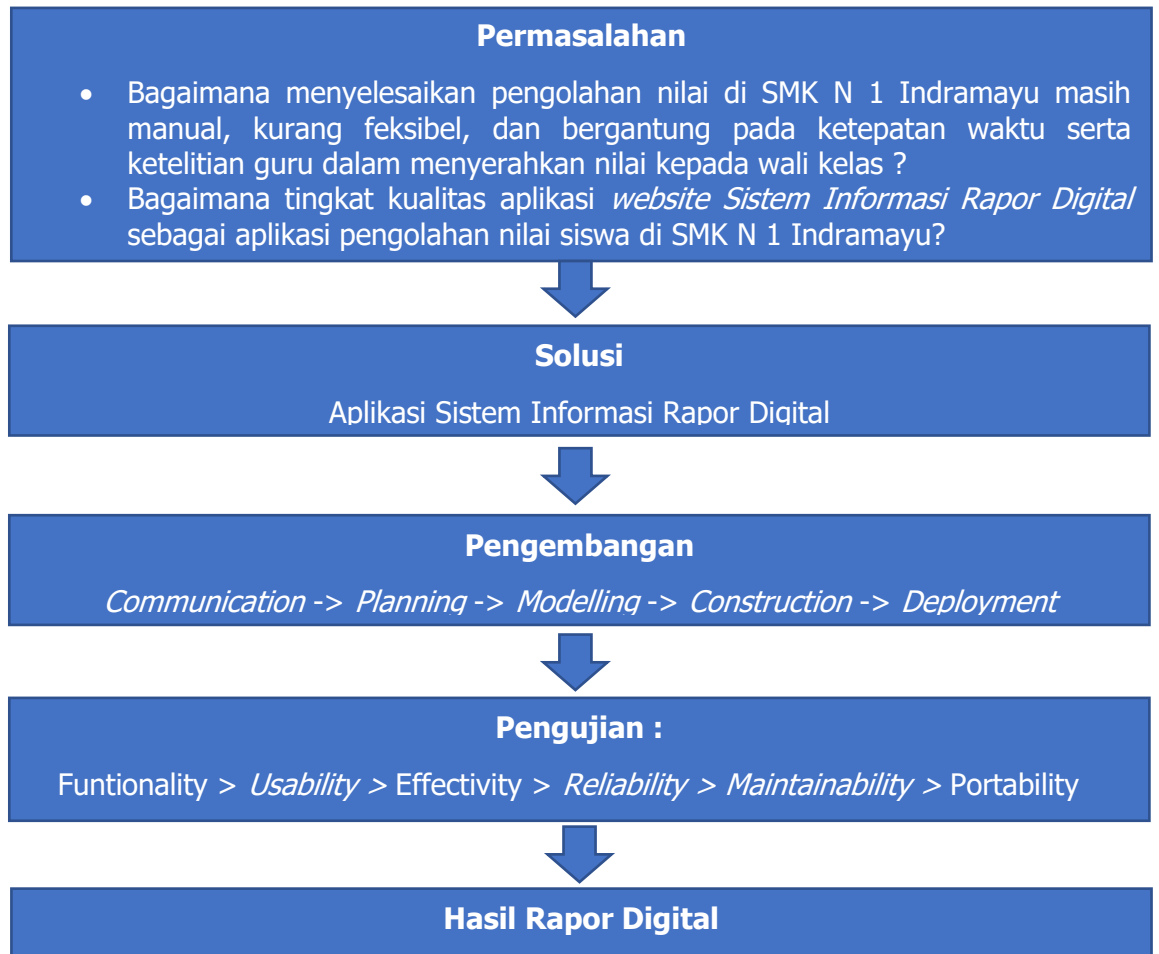 Permasalahan
• Bagaimana menyelesaikan pengolahan nilai di SMK N 1 Indramayu masih
manual, kurang feksibel, dan bergantung pada ketepatan waktu serta
ketelitian guru dalam menyerahkan nilai kepada wali kelas ?
• Bagaimana tingkat kualitas aplikasi website Sistem Informasi Rapor Digital
sebagai aplikasi pengolahan nilai siswa di SMK N 1 Indramayu?
Solusi
Aplikasi Sistem Informasi Rapor Digital
Pengembangan
Communication -> Planning -> Modelling -> Construction -> Deployment
Pengujian :
Funtionality > Usability > Effectivity > Reliability > Maintainability > Portability
Hasil Rapor Digital